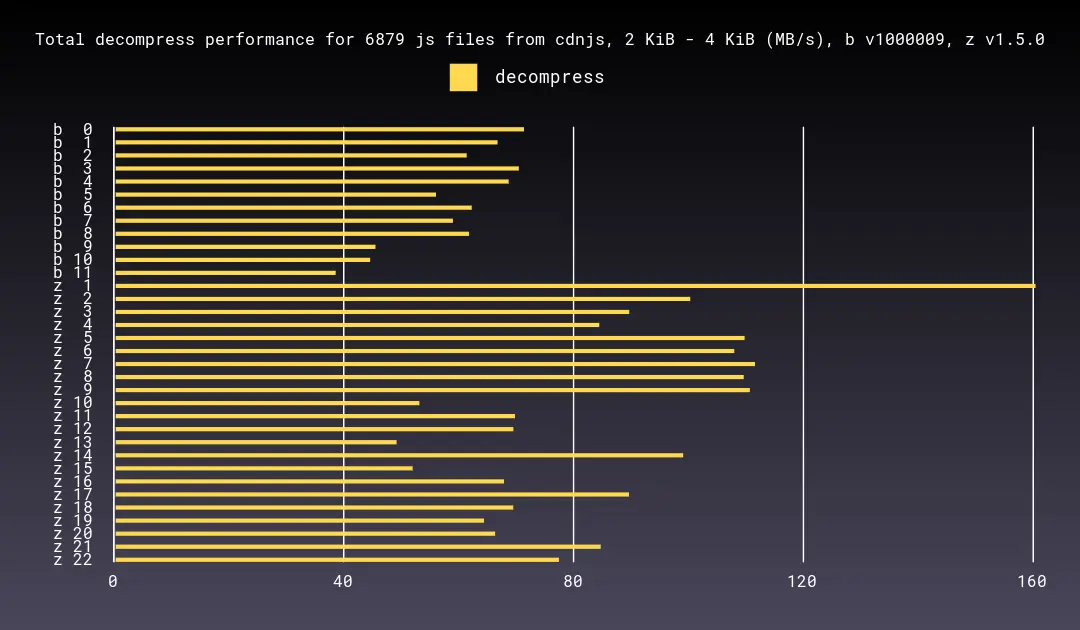 Total decompress performance for 6879 js files from cdnjs, 2 KiB - 4 KiB (MB/s), b v1000009, z v1.5.0
decompress
b 0
b 1
b 2
b 3
b 4
b 5
b 6
b 7
b 8
b 9
b 10
b 11
z 1
z 2
z 3
z 4
z 5
z 6
z 7
z 8
z 9
z 10
z 11
z 12
z 13
z 14
z 15
z 16
z 17
z 18
z 19
z 20
z 21
z 22
0 40 80 120 160